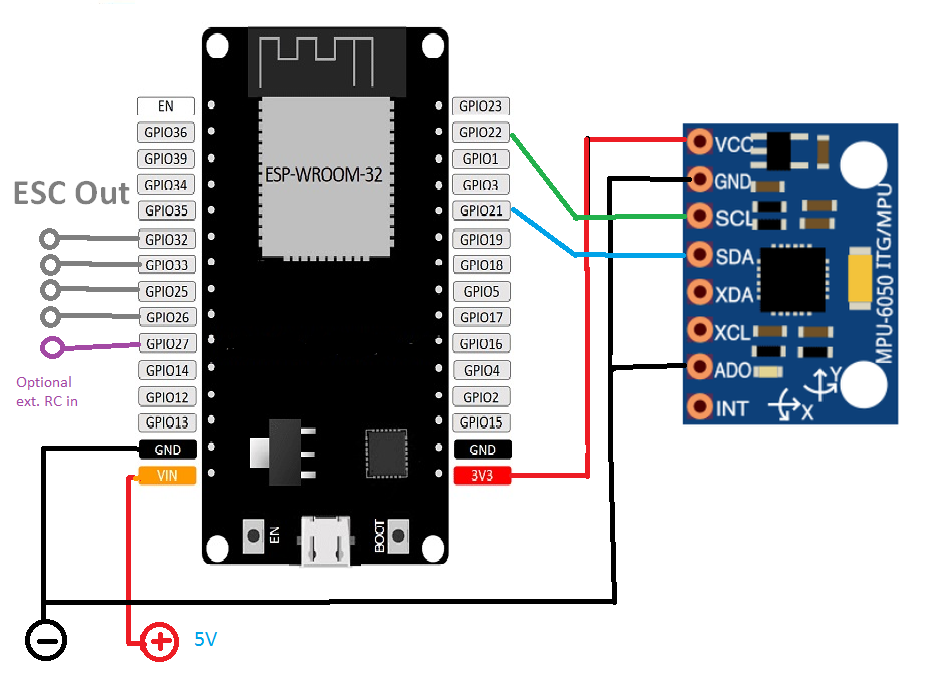 EN
GPIO36
GPIO39
GPIO34
GPIO35
ESC Out
GPIO32
GPIO33
GPIO25
GPIO26
GPIO27
Optional
ext. RC in
GPIO14
GPIO12
GPIO13
GND
VIN
ESP-WROOM-32
EN
BOOT
GPIO23
GPIO22
GPIO1
GPIO3
GPIO21
GPIO19
GPIO18
GPIO5
GPIO17
GPIO16
GPIO4
GPIO2
GPIO15
GND
3V3
VCC
GND
SCL
SDA
XDA
XCL
ADO
INT
MPU-6050 ITG/MPU
Y
X
−
+
5V